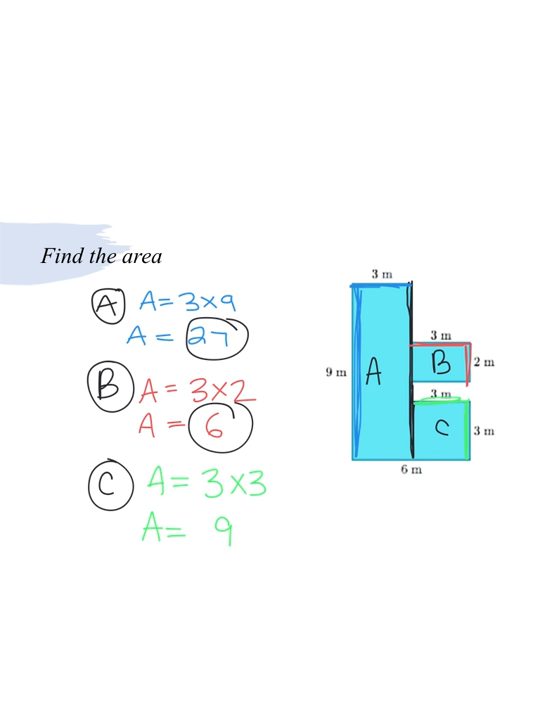 Find the area
A A = 3 × 9
A = 27
B A = 3 × 2
A = 6
C A = 3 × 3
A = 9
3 m
9 m
A
3 m
B
2 m
3 m
C
3 m
6 m